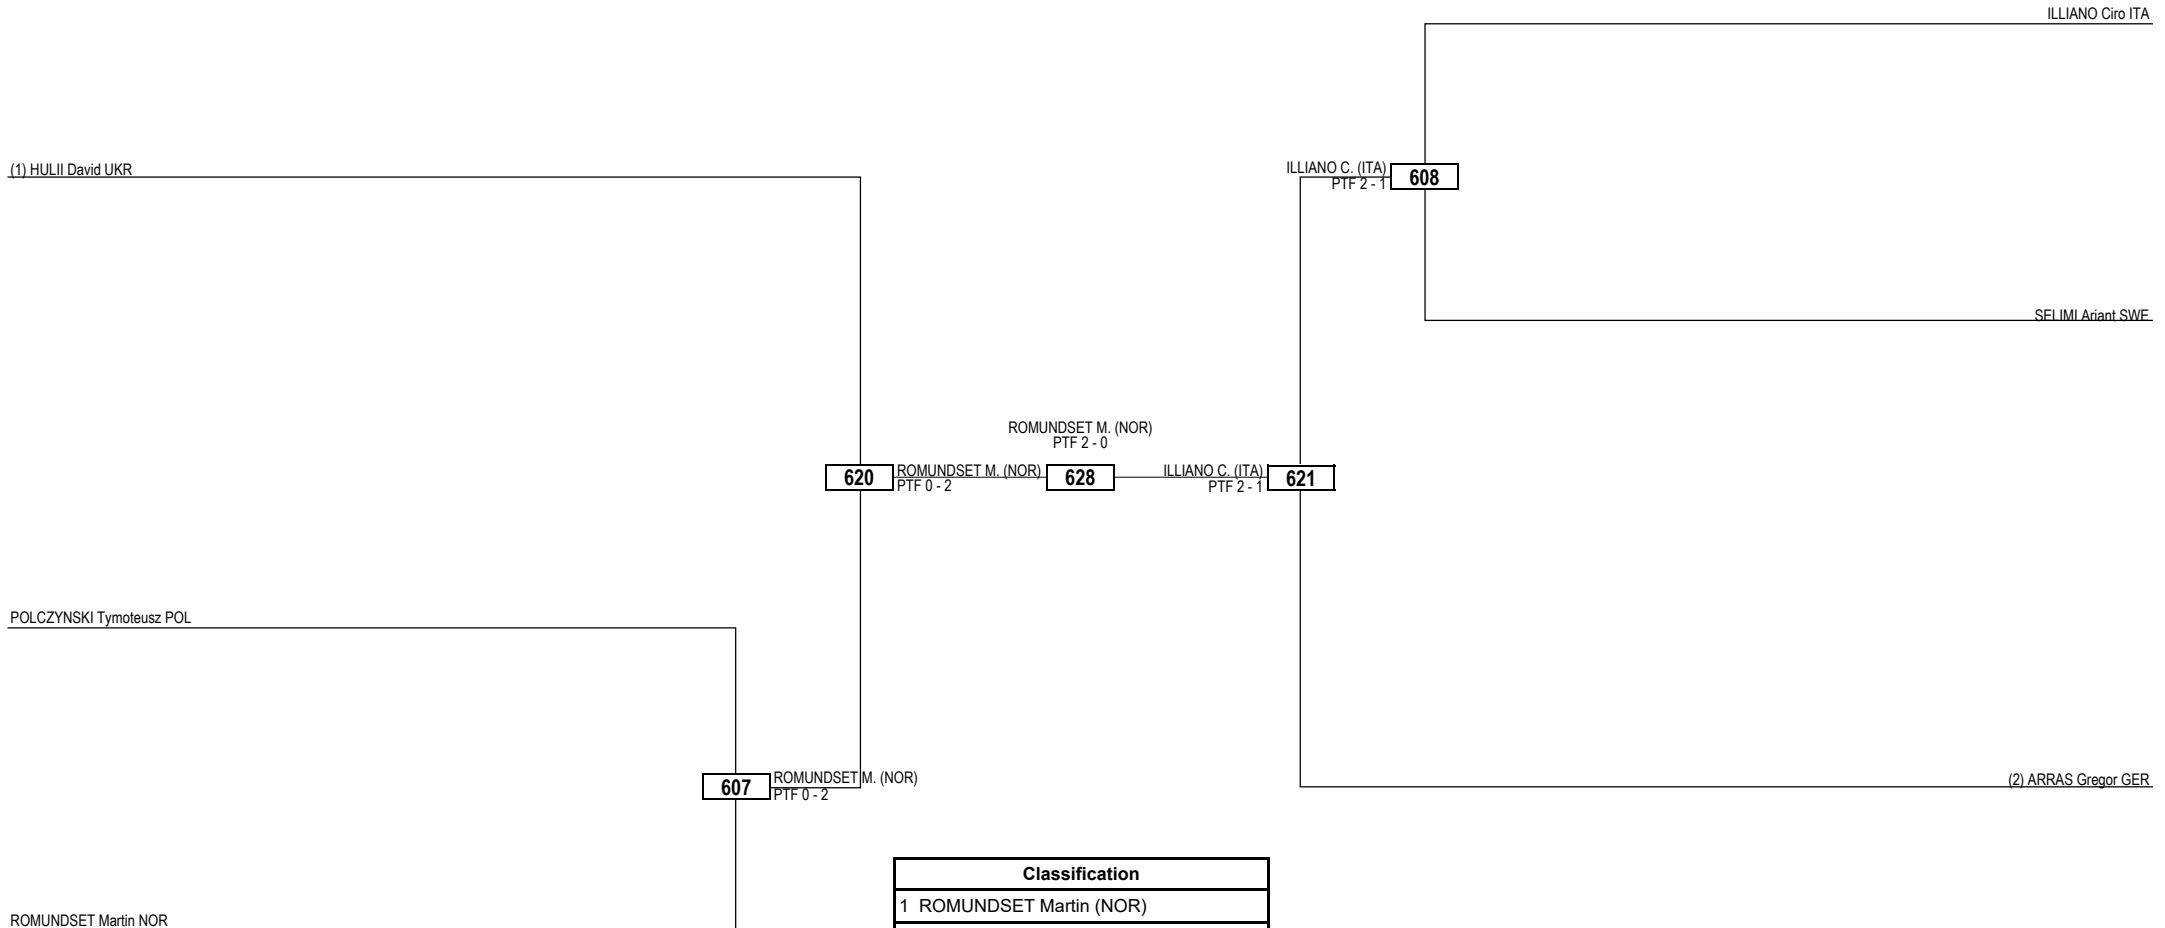 ILLIANO Ciro ITA
(1) HULII David UKR
ILLIANO C. (ITA)
PTF 2 - 1
608
SELIMI Ariant SWE
ROMUNDSET M. (NOR)
PTF 2 - 0
620
ROMUNDSET M. (NOR)
PTF 0 - 2
628
ILLIANO C. (ITA)
PTF 2 - 1
621
POLCZYNSKI Tymoteusz POL
607
ROMUNDSET M. (NOR)
PTF 0 - 2
(2) ARRAS Gregor GER
Classification
1 ROMUNDSET Martin (NOR)
ROMUNDSET Martin NOR